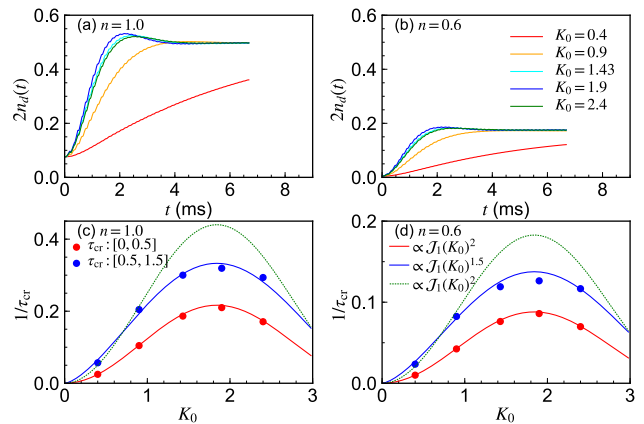 (a) n = 1.0
(b) n = 0.6
0.6
0.4
0.2
0.0
2n_d(t)
0 2 4 6 8
t (ms)
0.6
0.4
0.2
0.0
2n_d(t)
0 2 4 6 8
t (ms)
K_0 = 0.4
K_0 = 0.9
K_0 = 1.43
K_0 = 1.9
K_0 = 2.4
(c) n = 1.0
τ_cr : [0, 0.5]
τ_cr : [0.5, 1.5]
0.4
0.2
0.0
1/τ_cr
0 1 2 3
K_0
(d) n = 0.6
∝ J_1(K_0)^2
∝ J_1(K_0)^1.5
∝ J_1(K_0)^2
0.2
0.1
0.0
1/τ_cr
0 1 2 3
K_0